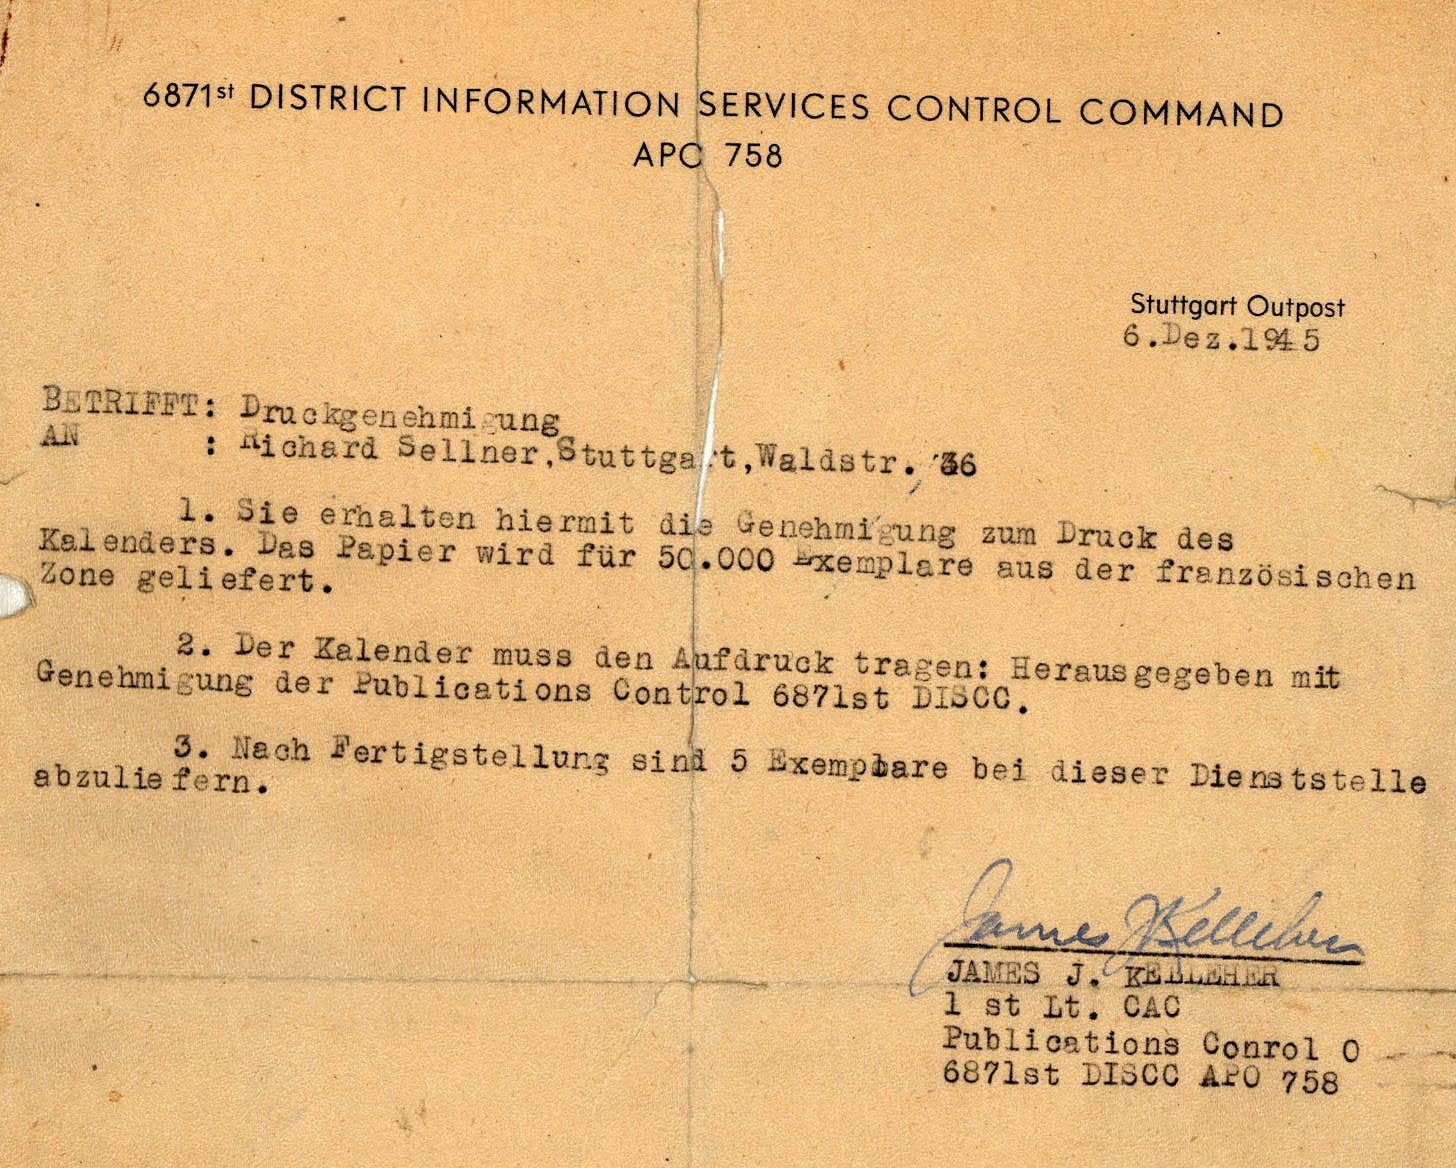 6871st DISTRICT INFORMATION SERVICES CONTROL COMMAND
APO 758
Stuttgart Outpost
6.Dez.1945
BETRIFFT: Druckgenehmigung
AN : Richard Sellner,Stuttgart,Waldstr. 36
1. Sie erhalten hiermit die Genehmigung zum Druck des
Kalenders. Das Papier wird für 50.000 Exemplare aus der französischen
Zone geliefert.
2. Der Kalender muss den Aufdruck tragen: Herausgegeben mit
Genehmigung der Publications Control 6871st DISCC.
3. Nach Fertigstellung sind 5 Exemplare bei dieser Dienststelle
abzuliefern.
James J Kelleher
JAMES J. KELLEHER
1 st Lt. CAC
Publications Conrol O
6871st DISCC APO 758